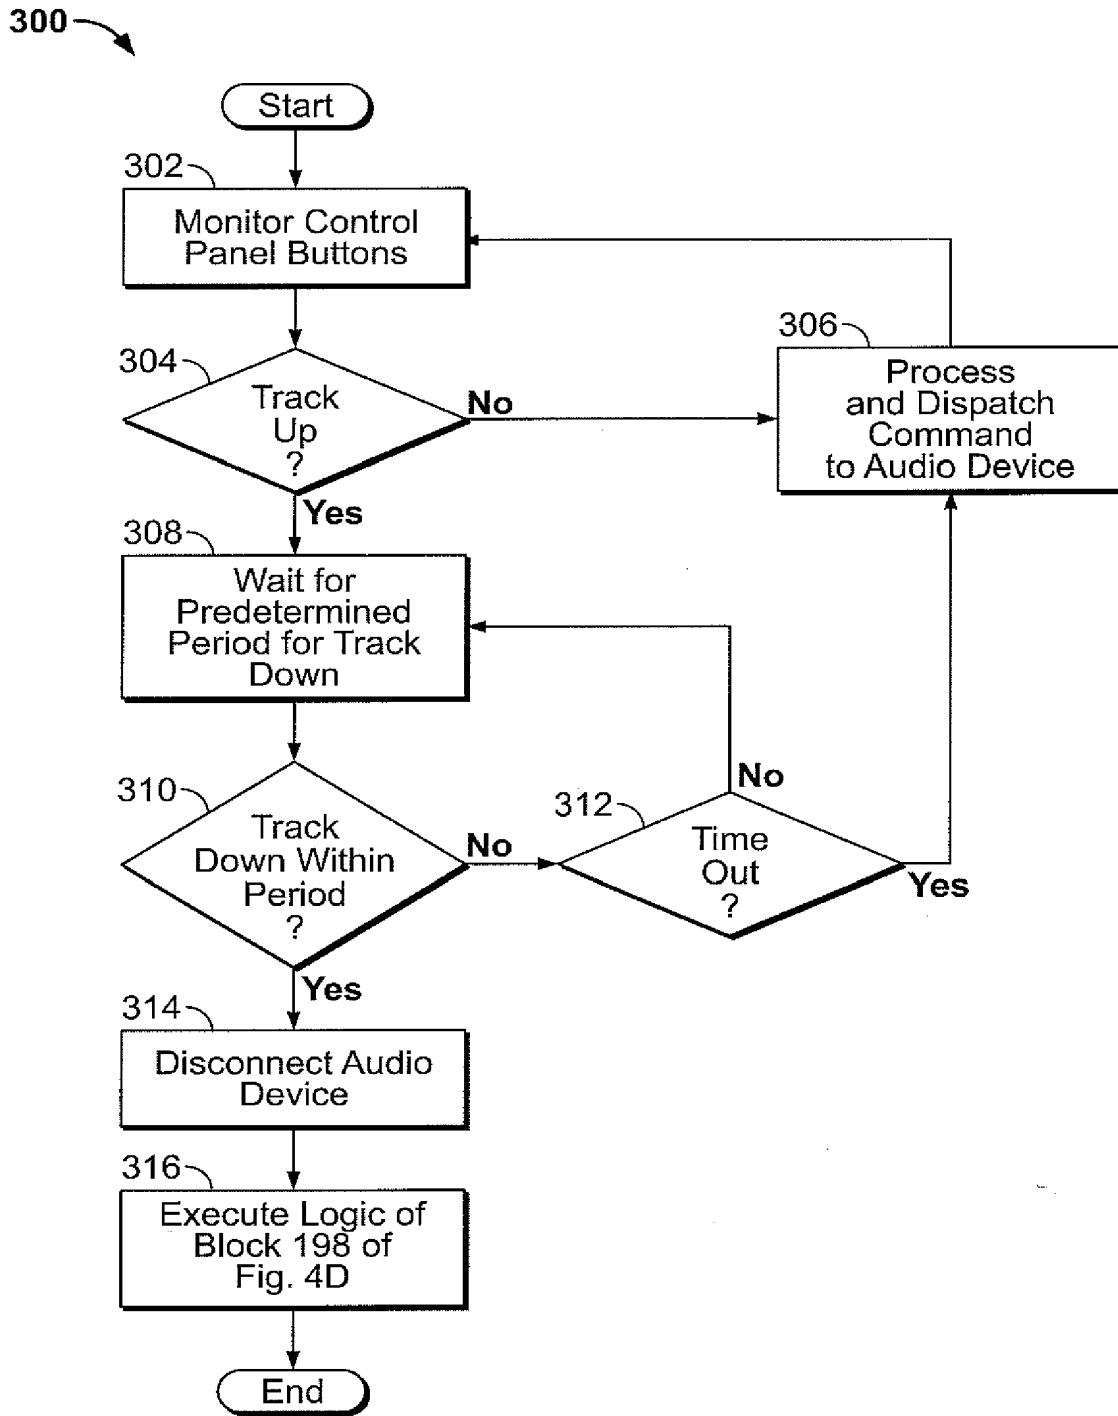 300
Start
302
Monitor Control
Panel Buttons
304
Track
Up
?
No
306
Process
and Dispatch
Command
to Audio Device
Yes
308
Wait for
Predetermined
Period for Track
Down
310
Track
Down Within
Period
?
No
312
Time
Out
?
No
Yes
Yes
314
Disconnect Audio
Device
316
Execute Logic of
Block 198 of
Fig. 4D
End